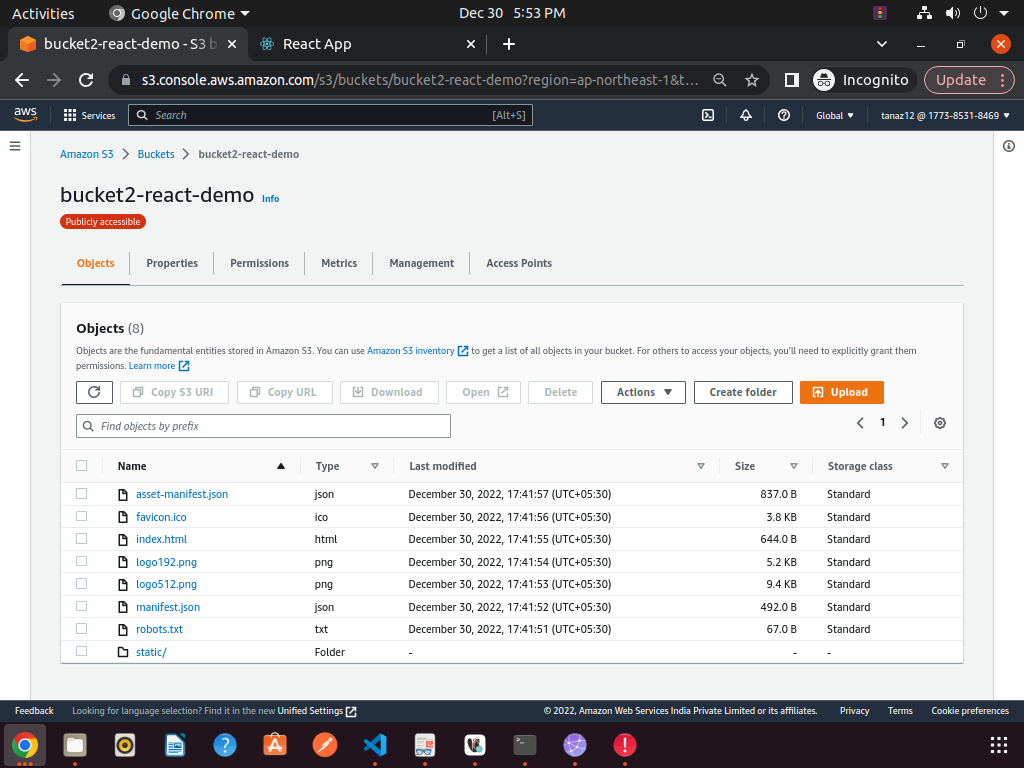 Activities
Google Chrome
Dec 30 5:53 PM
bucket2-react-demo - S3 b
React App
s3.console.aws.amazon.com/s3/buckets/bucket2-react-demo?region=ap-northeast-1&t...
Incognito
Update
aws
Services
Search
[Alt+S]
Global
tanaz12 @ 1773-8531-8469
Amazon S3
Buckets
bucket2-react-demo
bucket2-react-demo Info
Publicly accessible
Objects Properties Permissions Metrics Management Access Points
Objects (8)
Objects are the fundamental entities stored in Amazon S3. You can use Amazon S3 inventory to get a list of all objects in your bucket. For others to access your objects, you'll need to explicitly grant them
permissions. Learn more
Copy S3 URI Copy URL Download Open Delete Actions Create folder Upload
Find objects by prefix
1
Name Type Last modified Size Storage class
asset-manifest.json json December 30, 2022, 17:41:57 (UTC+05:30) 837.0 B Standard
favicon.ico ico December 30, 2022, 17:41:56 (UTC+05:30) 3.8 KB Standard
index.html html December 30, 2022, 17:41:55 (UTC+05:30) 644.0 B Standard
logo192.png png December 30, 2022, 17:41:54 (UTC+05:30) 5.2 KB Standard
logo512.png png December 30, 2022, 17:41:53 (UTC+05:30) 9.4 KB Standard
manifest.json json December 30, 2022, 17:41:52 (UTC+05:30) 492.0 B Standard
robots.txt txt December 30, 2022, 17:41:51 (UTC+05:30) 67.0 B Standard
static/ Folder - - -
Feedback Looking for language selection? Find it in the new Unified Settings © 2022, Amazon Web Services India Private Limited or its affiliates. Privacy Terms Cookie preferences